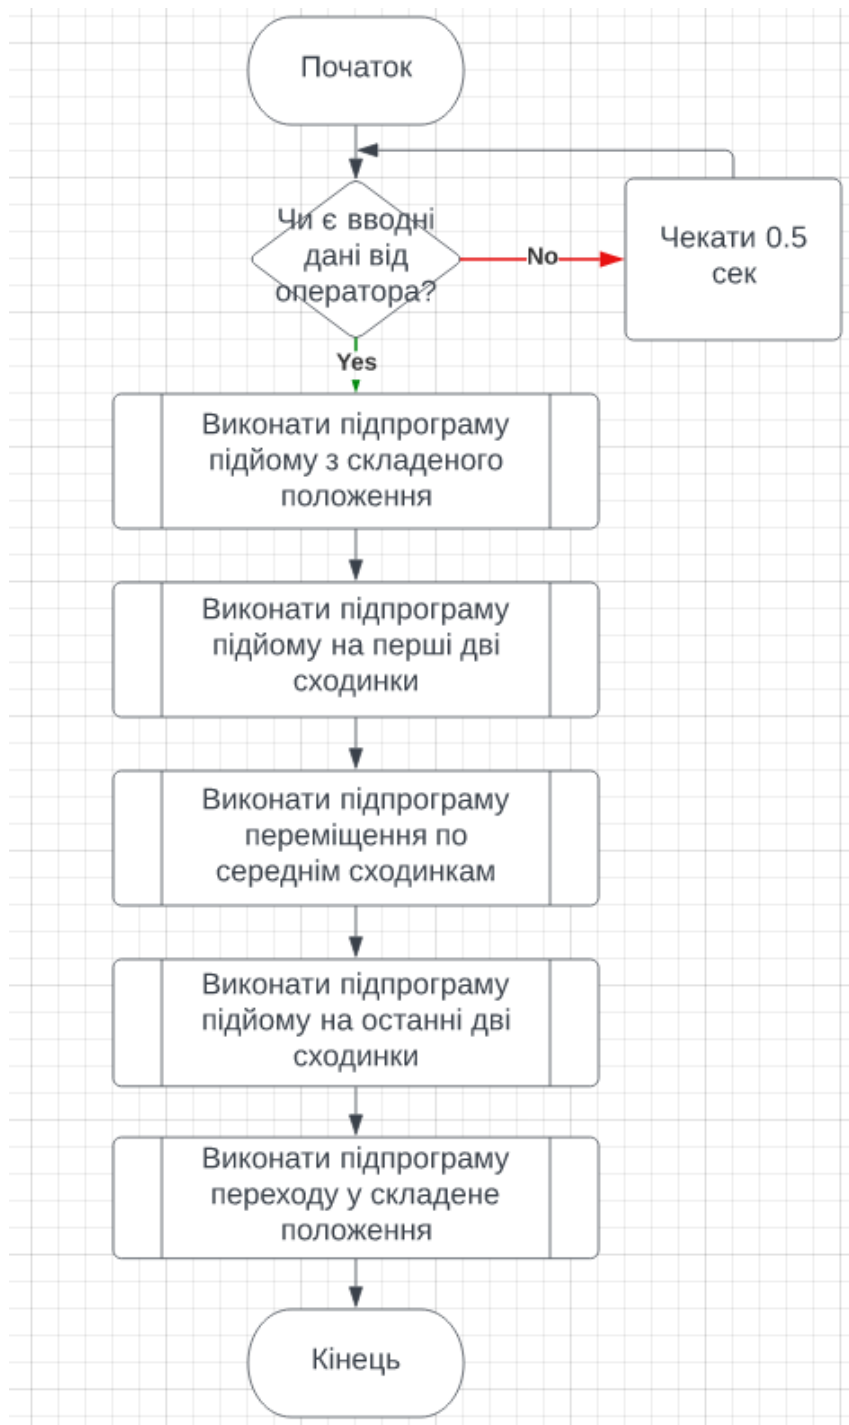 Початок
Чи є вводні
дані від
оператора?
No
Чекати 0.5
сек
Yes
Виконати підпрограму
підйому з складеного
положення
Виконати підпрограму
підйому на перші дві
сходинки
Виконати підпрограму
переміщення по
середнім сходинкам
Виконати підпрограму
підйому на останні дві
сходинки
Виконати підпрограму
переходу у складене
положення
Кінець